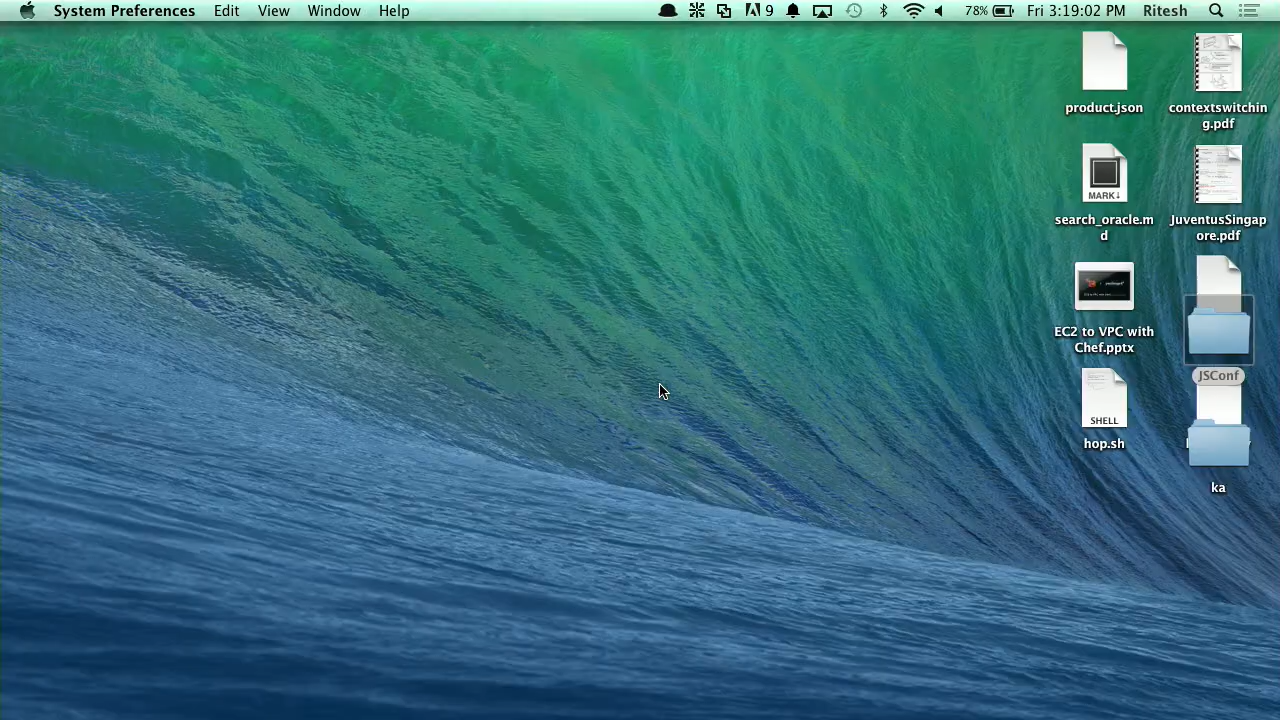 System Preferences Edit View Window Help 9 78% Fri 3:19:02 PM Ritesh
product.json
contextswitchin
g.pdf
MARK↓
search_oracle.m
d
JuventusSingap
ore.pdf
EC2 to VPC with
Chef.pptx
JSConf
SHELL
hop.sh
ka